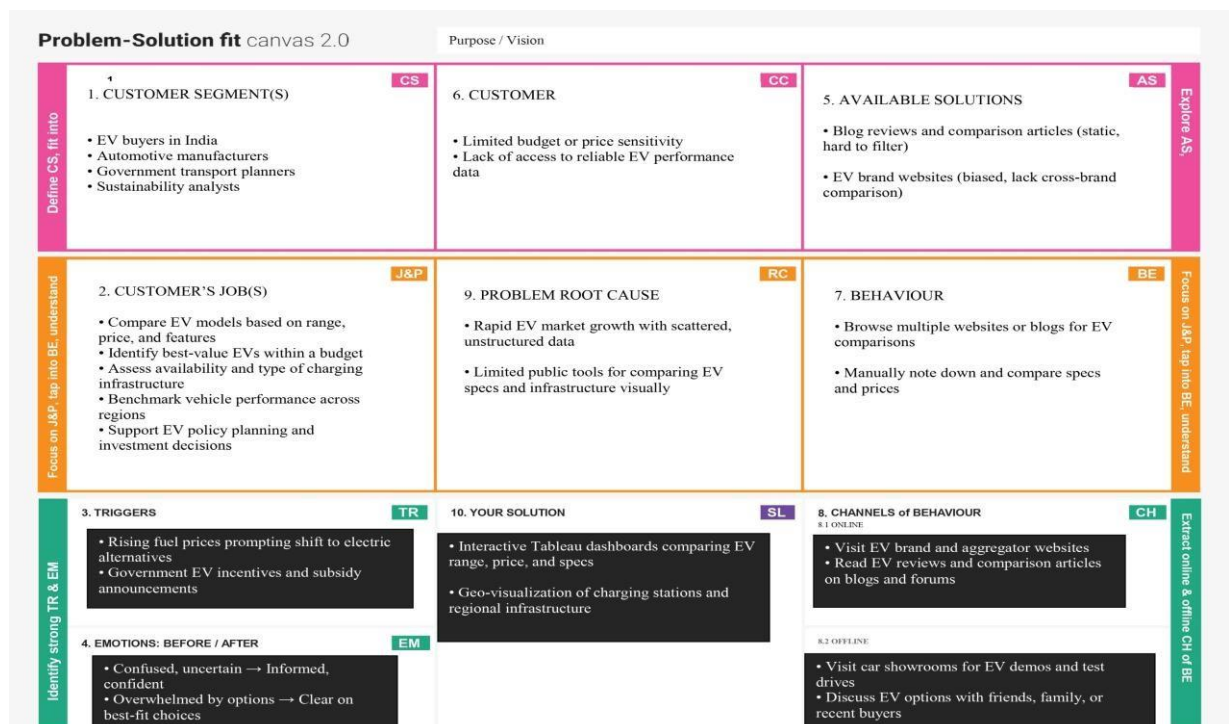 Problem-Solution fit canvas 2.0
Purpose / Vision
Define CS, fit into
1
CS
1. CUSTOMER SEGMENT(S)
• EV buyers in India
• Automotive manufacturers
• Government transport planners
• Sustainability analysts
CC
6. CUSTOMER
• Limited budget or price sensitivity
• Lack of access to reliable EV performance
data
AS
5. AVAILABLE SOLUTIONS
• Blog reviews and comparison articles (static,
hard to filter)
• EV brand websites (biased, lack cross-brand
comparison)
Explore AS,
Focus on J&P, tap into BE, understand
J&P
2. CUSTOMER'S JOB(S)
• Compare EV models based on range,
price, and features
• Identify best-value EVs within a budget
• Assess availability and type of charging
infrastructure
• Benchmark vehicle performance across
regions
• Support EV policy planning and
investment decisions
RC
9. PROBLEM ROOT CAUSE
• Rapid EV market growth with scattered,
unstructured data
• Limited public tools for comparing EV
specs and infrastructure visually
BE
7. BEHAVIOUR
• Browse multiple websites or blogs for EV
comparisons
• Manually note down and compare specs
and prices
Focus on J&P, tap into BE, understand
Identify strong TR & EM
3. TRIGGERS
TR
• Rising fuel prices prompting shift to electric
alternatives
• Government EV incentives and subsidy
announcements
4. EMOTIONS: BEFORE / AFTER
EM
• Confused, uncertain → Informed,
confident
• Overwhelmed by options → Clear on
best-fit choices
10. YOUR SOLUTION
SL
• Interactive Tableau dashboards comparing EV
range, price, and specs
• Geo-visualization of charging stations and
regional infrastructure
8. CHANNELS of BEHAVIOUR
CH
8.1 ONLINE
• Visit EV brand and aggregator websites
• Read EV reviews and comparison articles
on blogs and forums
8.2 OFFLINE
• Visit car showrooms for EV demos and test
drives
• Discuss EV options with friends, family, or
recent buyers
Extract online & offline CH of BE